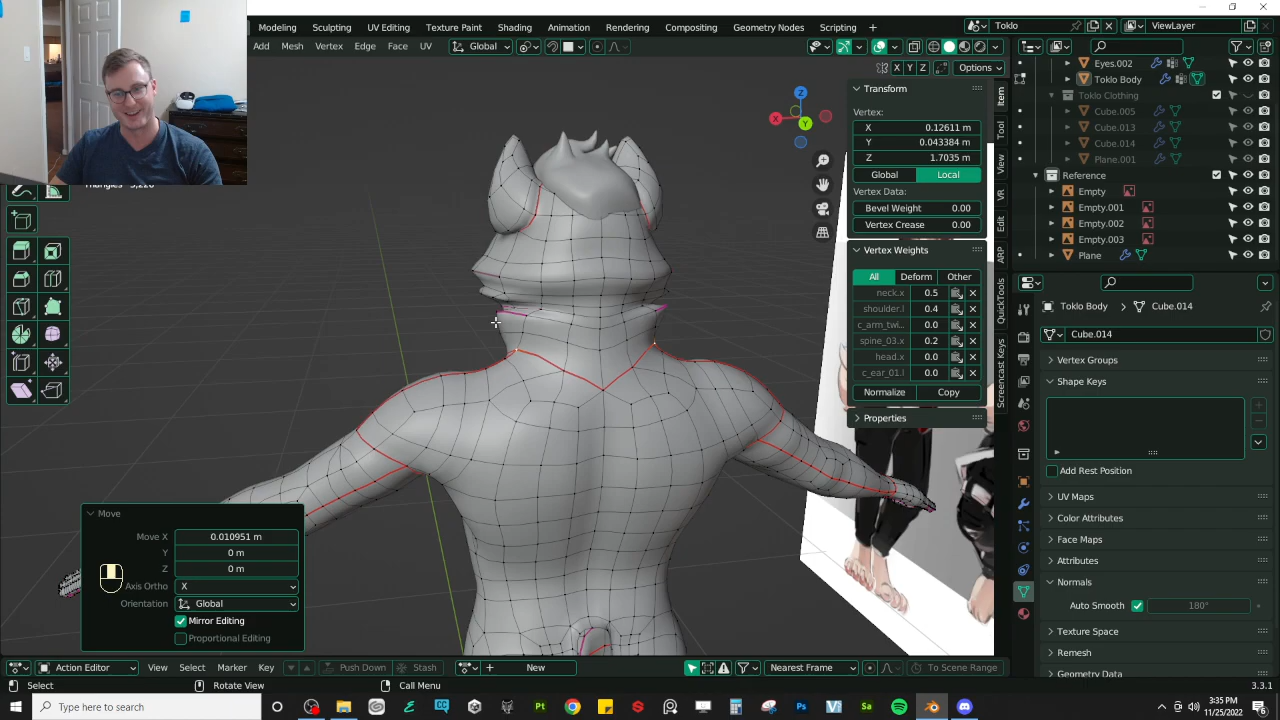 Modeling Sculpting UV Editing Texture Paint Shading Animation Rendering Compositing Geometry Nodes Scripting +
Toklo
ViewLayer
Add Mesh Vertex Edge Face UV
Global
X Y Z Options
Triangles
Transform
Vertex:
X 0.12611 m
Y 0.043384 m
Z 1.7035 m
Global Local
Vertex Data:
Bevel Weight 0.00
Vertex Crease 0.00
Vertex Weights
All Deform Other
neck.x 0.5
shoulder.l 0.4
c_arm_twi... 0.0
spine_03.x 0.2
head.x 0.0
c_ear_01.l 0.0
Normalize Copy
Properties
Item
Tool
View
VR
Edit
ARP
QuickTools
Screencast Keys
Eyes.002
Toklo Body
Toklo Clothing
Cube.005
Cube.013
Cube.014
Plane.001
Reference
Empty
Empty.001
Empty.002
Empty.003
Plane
Toklo Body > Cube.014
Cube.014
Vertex Groups
Shape Keys
Add Rest Position
UV Maps
Color Attributes
Face Maps
Attributes
Normals
Auto Smooth 180°
Texture Space
Remesh
Geometry Data
Move
Move X 0.010951 m
Y 0 m
Z 0 m
Axis Ortho X
Orientation Global
Mirror Editing
Proportional Editing
Action Editor View Select Marker Key Push Down Stash New Nearest Frame To Scene Range
Select Rotate View Call Menu 3.3.1
Type here to search
3:35 PM
11/25/2022